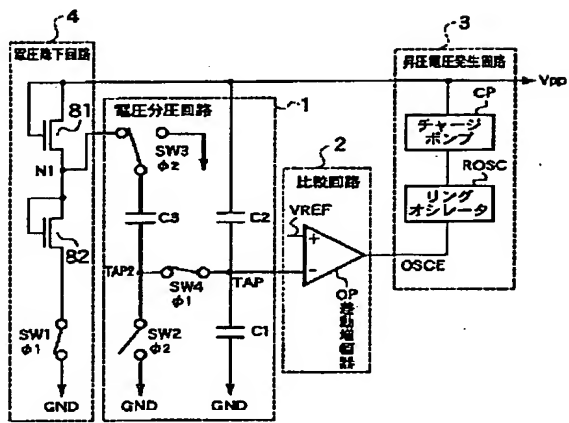 4
電圧降下回路
81
N1
82
SW1
φ1
GND
電圧分圧回路
1
SW3
φ2
C3
C2
TAP2
SW4
φ1
TAP
SW2
φ2
C1
GND
GND
2
比較回路
VREF
+
-
OP
差動増幅器
OSCE
3
昇圧電圧発生回路
Vpp
CP
チャージ
ポンプ
ROSC
リング
オシレータ